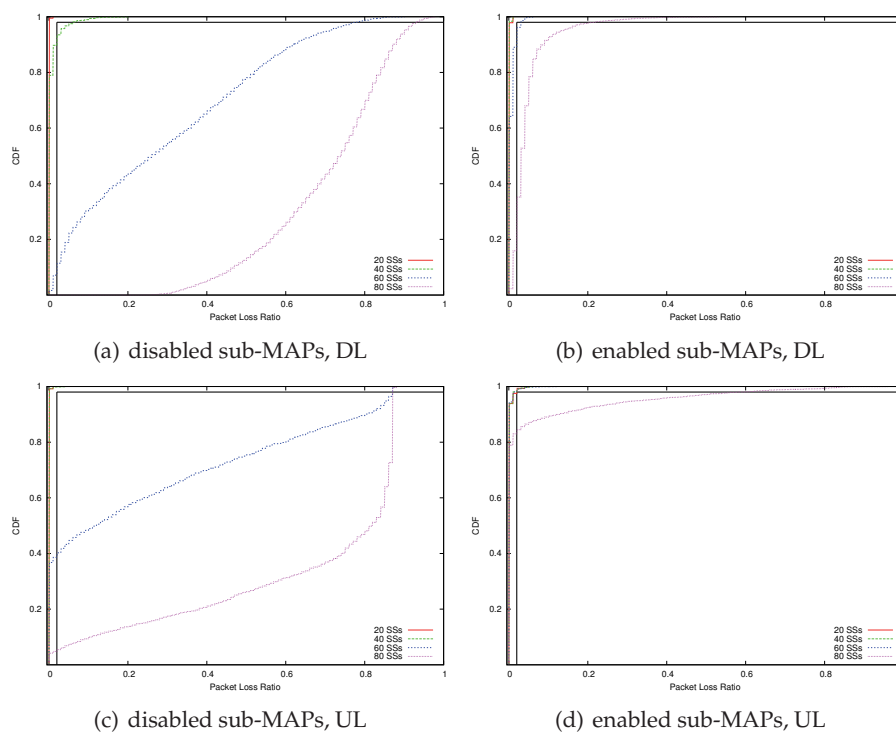 1
0.8
0.6
0.4
0.2
CDF
0 0.2 0.4 0.6 0.8 1
Packet Loss Ratio
20 SSs
40 SSs
60 SSs
80 SSs
(a) disabled sub-MAPs, DL
1
0.8
0.6
0.4
0.2
CDF
0 0.2 0.4 0.6 0.8
Packet Loss Ratio
20 SSs
40 SSs
60 SSs
80 SSs
(b) enabled sub-MAPs, DL
1
0.8
0.6
0.4
0.2
CDF
0 0.2 0.4 0.6 0.8 1
Packet Loss Ratio
20 SSs
40 SSs
60 SSs
80 SSs
(c) disabled sub-MAPs, UL
1
0.8
0.6
0.4
0.2
CDF
0 0.2 0.4 0.6 0.8
Packet Loss Ratio
20 SSs
40 SSs
60 SSs
80 SSs
(d) enabled sub-MAPs, UL